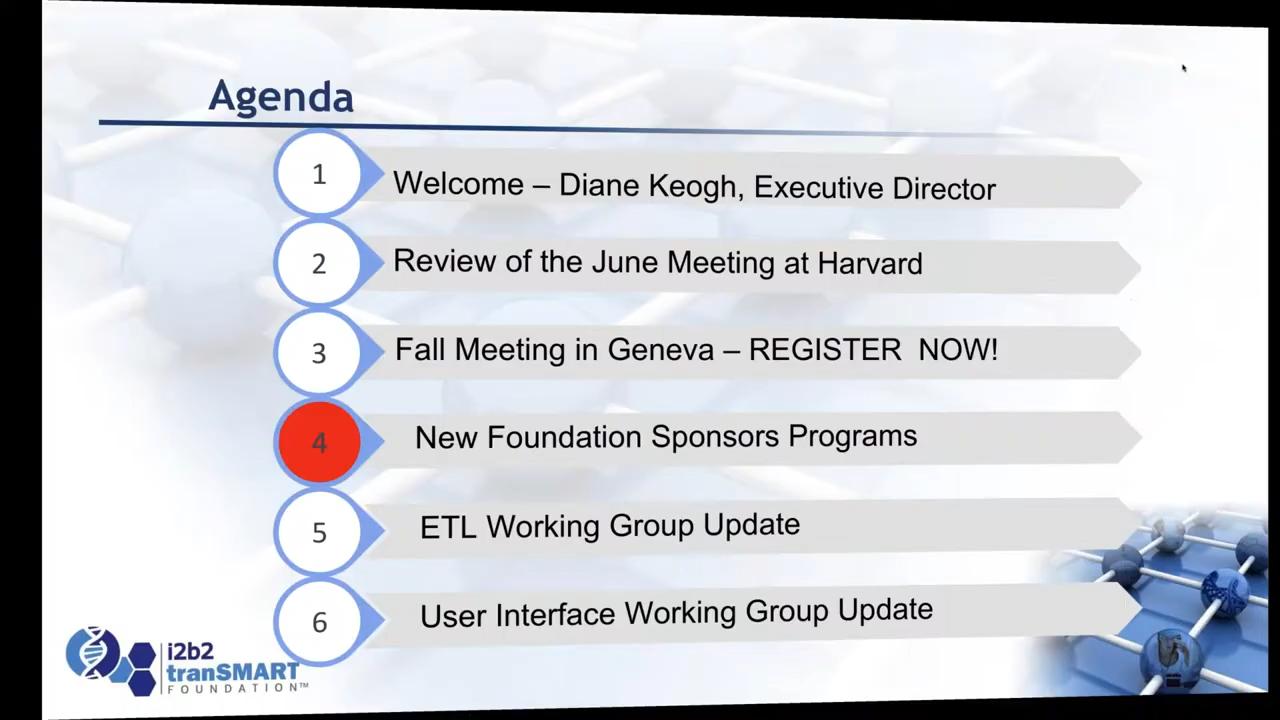 Agenda
1
Welcome – Diane Keogh, Executive Director
2
Review of the June Meeting at Harvard
3
Fall Meeting in Geneva – REGISTER  NOW!
4
New Foundation Sponsors Programs
5
ETL Working Group Update
6
User Interface Working Group Update
i2b2
tranSMART
FOUNDATION™